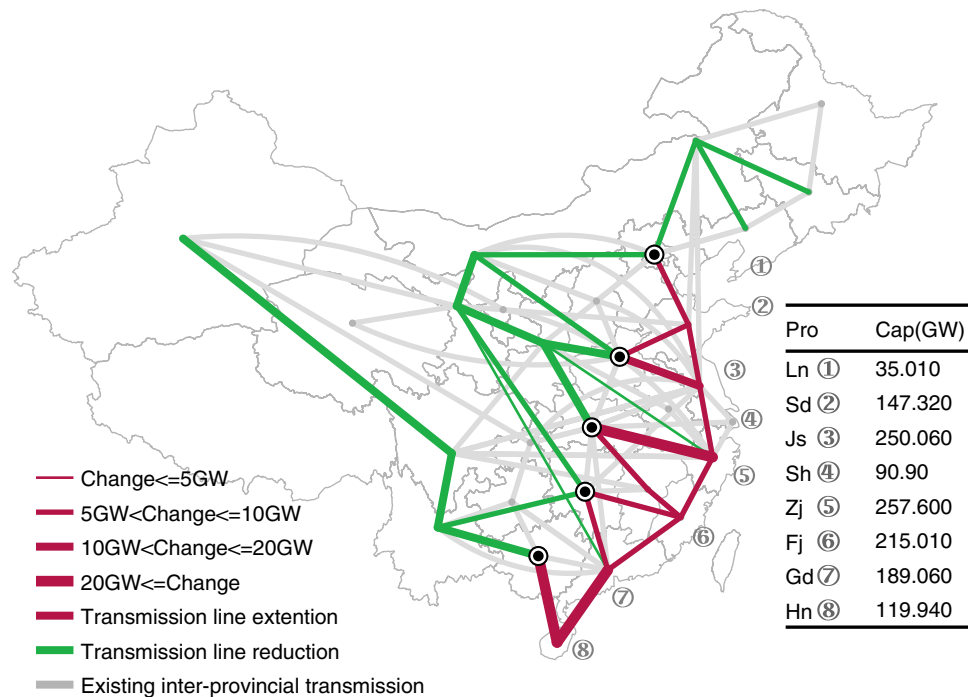 ①
②
③
④
⑤
⑥
⑦
⑧
Change<=5GW
5GW<Change<=10GW
10GW<Change<=20GW
20GW<=Change
Transmission line extention
Transmission line reduction
Existing inter-provincial transmission
Pro Cap(GW)
Ln ① 35.010
Sd ② 147.320
Js ③ 250.060
Sh ④ 90.90
Zj ⑤ 257.600
Fj ⑥ 215.010
Gd ⑦ 189.060
Hn ⑧ 119.940